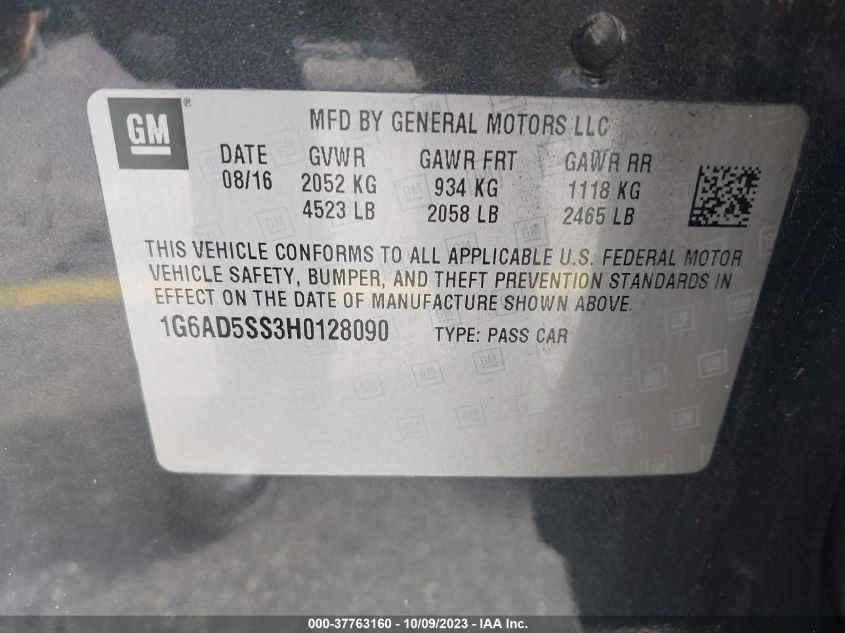 GM®
MFD BY GENERAL MOTORS LLC
DATE GVWR GAWR FRT GAWR RR
08/16 2052 KG 934 KG 1118 KG
4523 LB 2058 LB 2465 LB
THIS VEHICLE CONFORMS TO ALL APPLICABLE U.S. FEDERAL MOTOR
VEHICLE SAFETY, BUMPER, AND THEFT PREVENTION STANDARDS IN
EFFECT ON THE DATE OF MANUFACTURE SHOWN ABOVE.
1G6AD5SS3H0128090 TYPE: PASS CAR
000-37763160 - 10/09/2023 - IAA Inc.